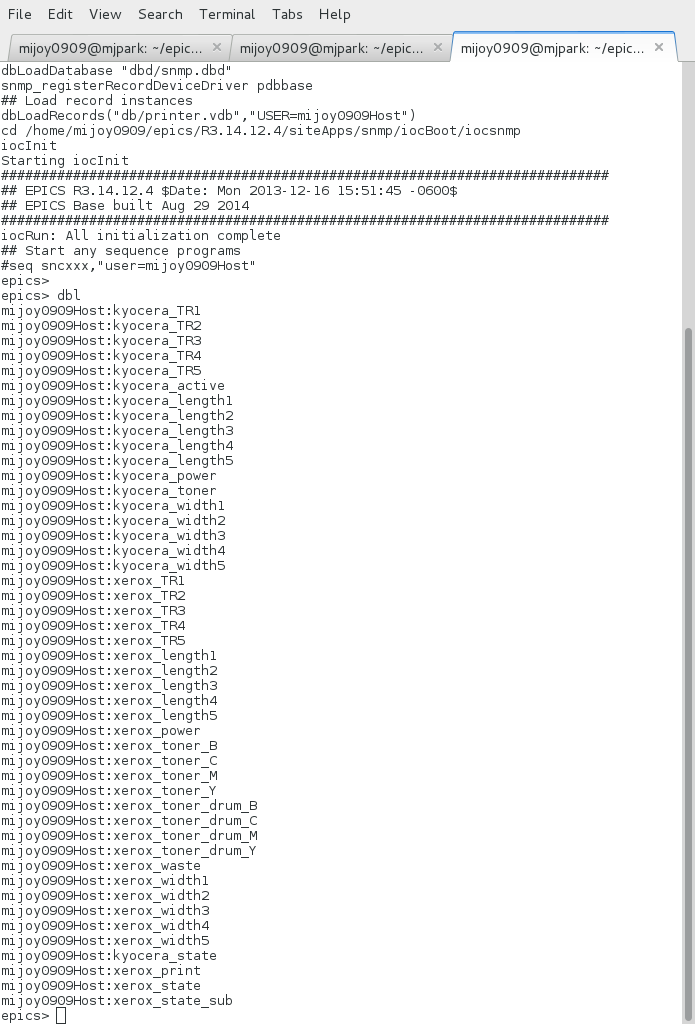 File Edit View Search Terminal Tabs Help
mijoy0909@mjpark: ~/epic... × mijoy0909@mjpark: ~/epic... × mijoy0909@mjpark: ~/epic... ×
dbLoadDatabase "dbd/snmp.dbd"
snmp_registerRecordDeviceDriver pdbbase
## Load record instances
dbLoadRecords("db/printer.vdb","USER=mijoy0909Host")
cd /home/mijoy0909/epics/R3.14.12.4/siteApps/snmp/iocBoot/iocsnmp
iocInit
Starting iocInit
############################################################################
## EPICS R3.14.12.4 $Date: Mon 2013-12-16 15:51:45 -0600$
## EPICS Base built Aug 29 2014
############################################################################
iocRun: All initialization complete
## Start any sequence programs
#seq sncxxx,"user=mijoy0909Host"
epics>
epics> dbl
mijoy0909Host:kyocera_TR1
mijoy0909Host:kyocera_TR2
mijoy0909Host:kyocera_TR3
mijoy0909Host:kyocera_TR4
mijoy0909Host:kyocera_TR5
mijoy0909Host:kyocera_active
mijoy0909Host:kyocera_length1
mijoy0909Host:kyocera_length2
mijoy0909Host:kyocera_length3
mijoy0909Host:kyocera_length4
mijoy0909Host:kyocera_length5
mijoy0909Host:kyocera_power
mijoy0909Host:kyocera_toner
mijoy0909Host:kyocera_width1
mijoy0909Host:kyocera_width2
mijoy0909Host:kyocera_width3
mijoy0909Host:kyocera_width4
mijoy0909Host:kyocera_width5
mijoy0909Host:xerox_TR1
mijoy0909Host:xerox_TR2
mijoy0909Host:xerox_TR3
mijoy0909Host:xerox_TR4
mijoy0909Host:xerox_TR5
mijoy0909Host:xerox_length1
mijoy0909Host:xerox_length2
mijoy0909Host:xerox_length3
mijoy0909Host:xerox_length4
mijoy0909Host:xerox_length5
mijoy0909Host:xerox_power
mijoy0909Host:xerox_toner_B
mijoy0909Host:xerox_toner_C
mijoy0909Host:xerox_toner_M
mijoy0909Host:xerox_toner_Y
mijoy0909Host:xerox_toner_drum_B
mijoy0909Host:xerox_toner_drum_C
mijoy0909Host:xerox_toner_drum_M
mijoy0909Host:xerox_toner_drum_Y
mijoy0909Host:xerox_waste
mijoy0909Host:xerox_width1
mijoy0909Host:xerox_width2
mijoy0909Host:xerox_width3
mijoy0909Host:xerox_width4
mijoy0909Host:xerox_width5
mijoy0909Host:kyocera_state
mijoy0909Host:xerox_print
mijoy0909Host:xerox_state
mijoy0909Host:xerox_state_sub
epics>